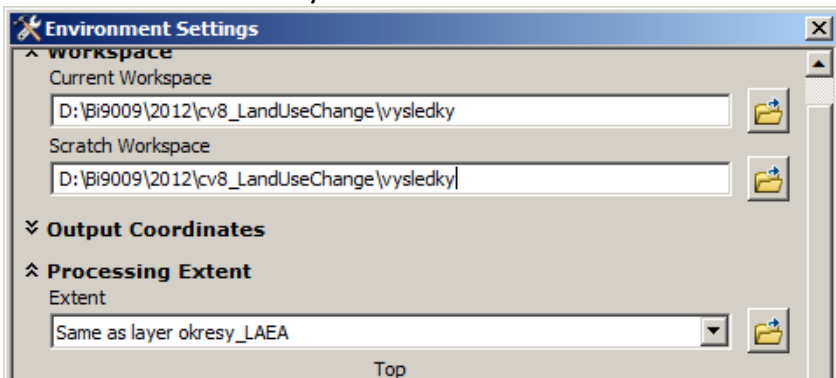 Environment Settings
Workspace
Current Workspace
D:\Bi9009\2012\cv8_LandUseChange\vysledky
Scratch Workspace
D:\Bi9009\2012\cv8_LandUseChange\vysledky
Output Coordinates
Processing Extent
Extent
Same as layer okresy_LAEA
Top